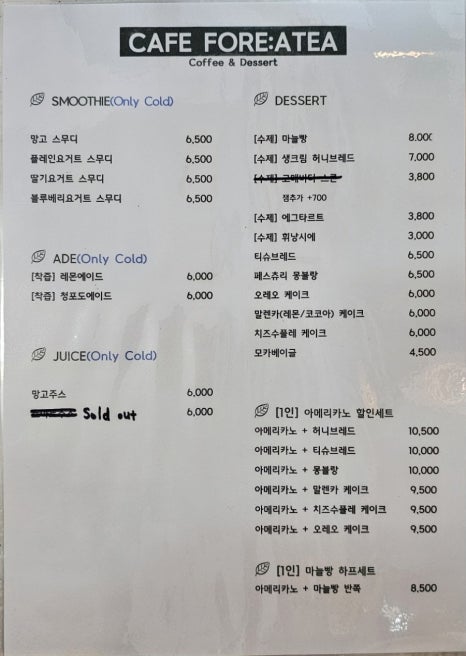 CAFE FORE:ATEA
Coffee & Dessert
SMOOTHIE(Only Cold)
망고 스무디 6,500
플레인요거트 스무디 6,500
딸기요거트 스무디 6,500
블루베리요거트 스무디 6,500
ADE(Only Cold)
[착즙] 레몬에이드 6,000
[착즙] 청포도에이드 6,000
JUICE(Only Cold)
망고주스 6,000
Sold out 6,000
DESSERT
[수제] 마늘빵 8,000
[수제] 생크림 허니브레드 7,000
[수제] 3,800
잼추가 +700
[수제] 에그타르트 3,800
[수제] 휘낭시에 3,000
티슈브레드 6,500
페스츄리 몽블랑 6,500
오레오 케이크 6,000
말렌카(레몬/코코아) 케이크 6,000
치즈수플레 케이크 6,000
모카베이글 4,500
[1인] 아메리카노 할인세트
아메리카노 + 허니브레드 10,500
아메리카노 + 티슈브레드 10,000
아메리카노 + 몽블랑 10,000
아메리카노 + 말렌카 케이크 9,500
아메리카노 + 치즈수플레 케이크 9,500
아메리카노 + 오레오 케이크 9,500
[1인] 마늘빵 하프세트
아메리카노 + 마늘빵 반쪽 8,500